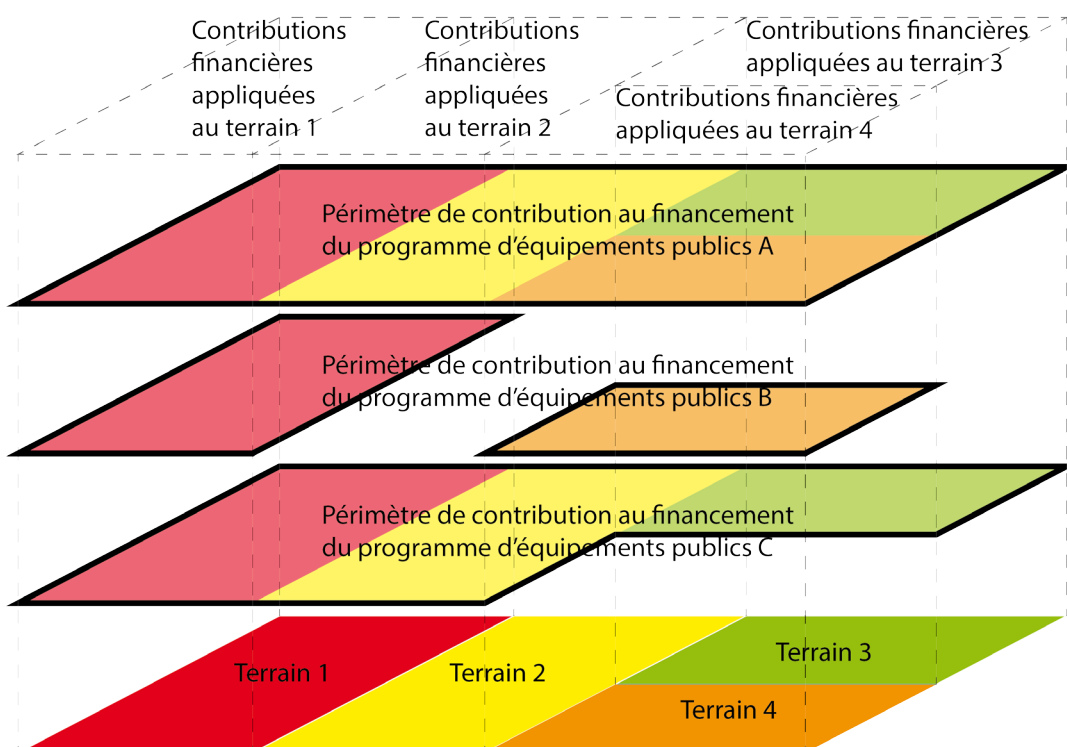 Contributions
financières
appliquées
au terrain 1
Contributions
financières
appliquées
au terrain 2
Contributions financières
appliquées au terrain 3
Contributions financières
appliquées au terrain 4
Périmètre de contribution au financement
du programme d’équipements publics A
Périmètre de contribution au financement
du programme d’équipements publics B
Périmètre de contribution au financement
du programme d’équipements publics C
Terrain 1
Terrain 2
Terrain 3
Terrain 4